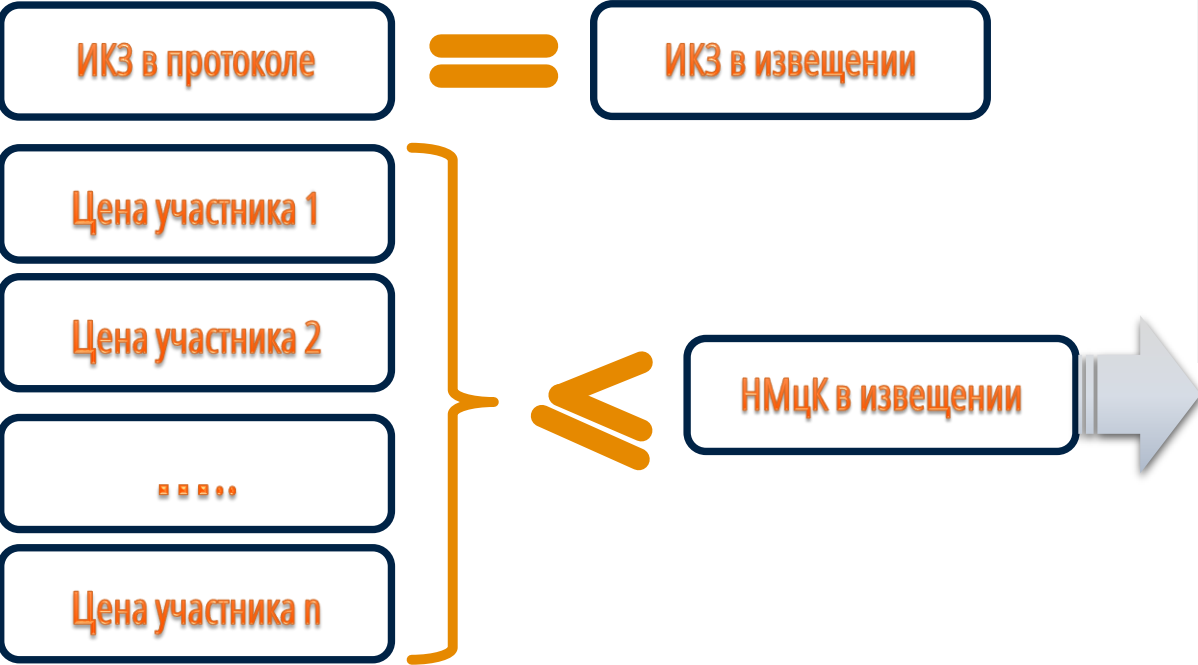 ИКЗ в протоколе
ИКЗ в извещении
Цена участника 1
Цена участника 2
…..
Цена участника n
НМцК в извещении